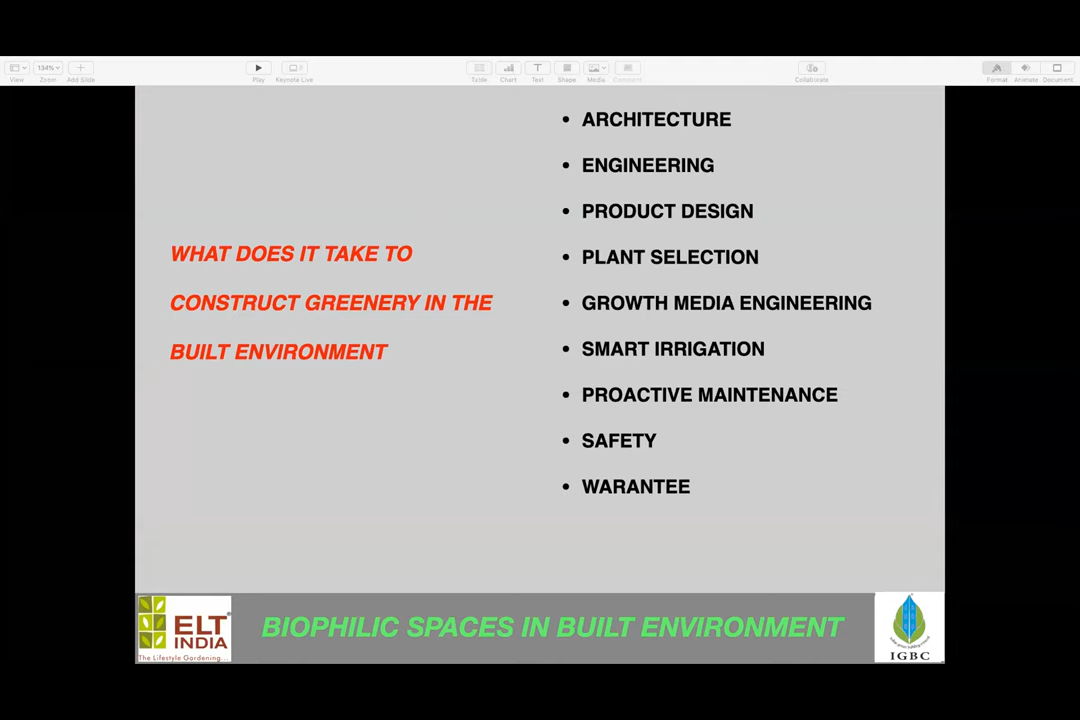 134%
View
Zoom
Add Slide
Play
Keynote Live
Table
Chart
Text
Shape
Media
Comment
Collaborate
Format
Animate
Document
WHAT DOES IT TAKE TO
CONSTRUCT GREENERY IN THE
BUILT ENVIRONMENT
• ARCHITECTURE
• ENGINEERING
• PRODUCT DESIGN
• PLANT SELECTION
• GROWTH MEDIA ENGINEERING
• SMART IRRIGATION
• PROACTIVE MAINTENANCE
• SAFETY
• WARANTEE
ELT
INDIA
The Lifestyle Gardening...
BIOPHILIC SPACES IN BUILT ENVIRONMENT
IGBC